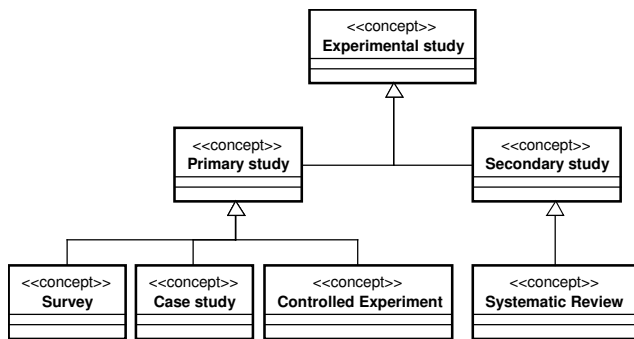 <<concept>>
Experimental study
<<concept>>
Primary study
<<concept>>
Secondary study
<<concept>>
Survey
<<concept>>
Case study
<<concept>>
Controlled Experiment
<<concept>>
Systematic Review